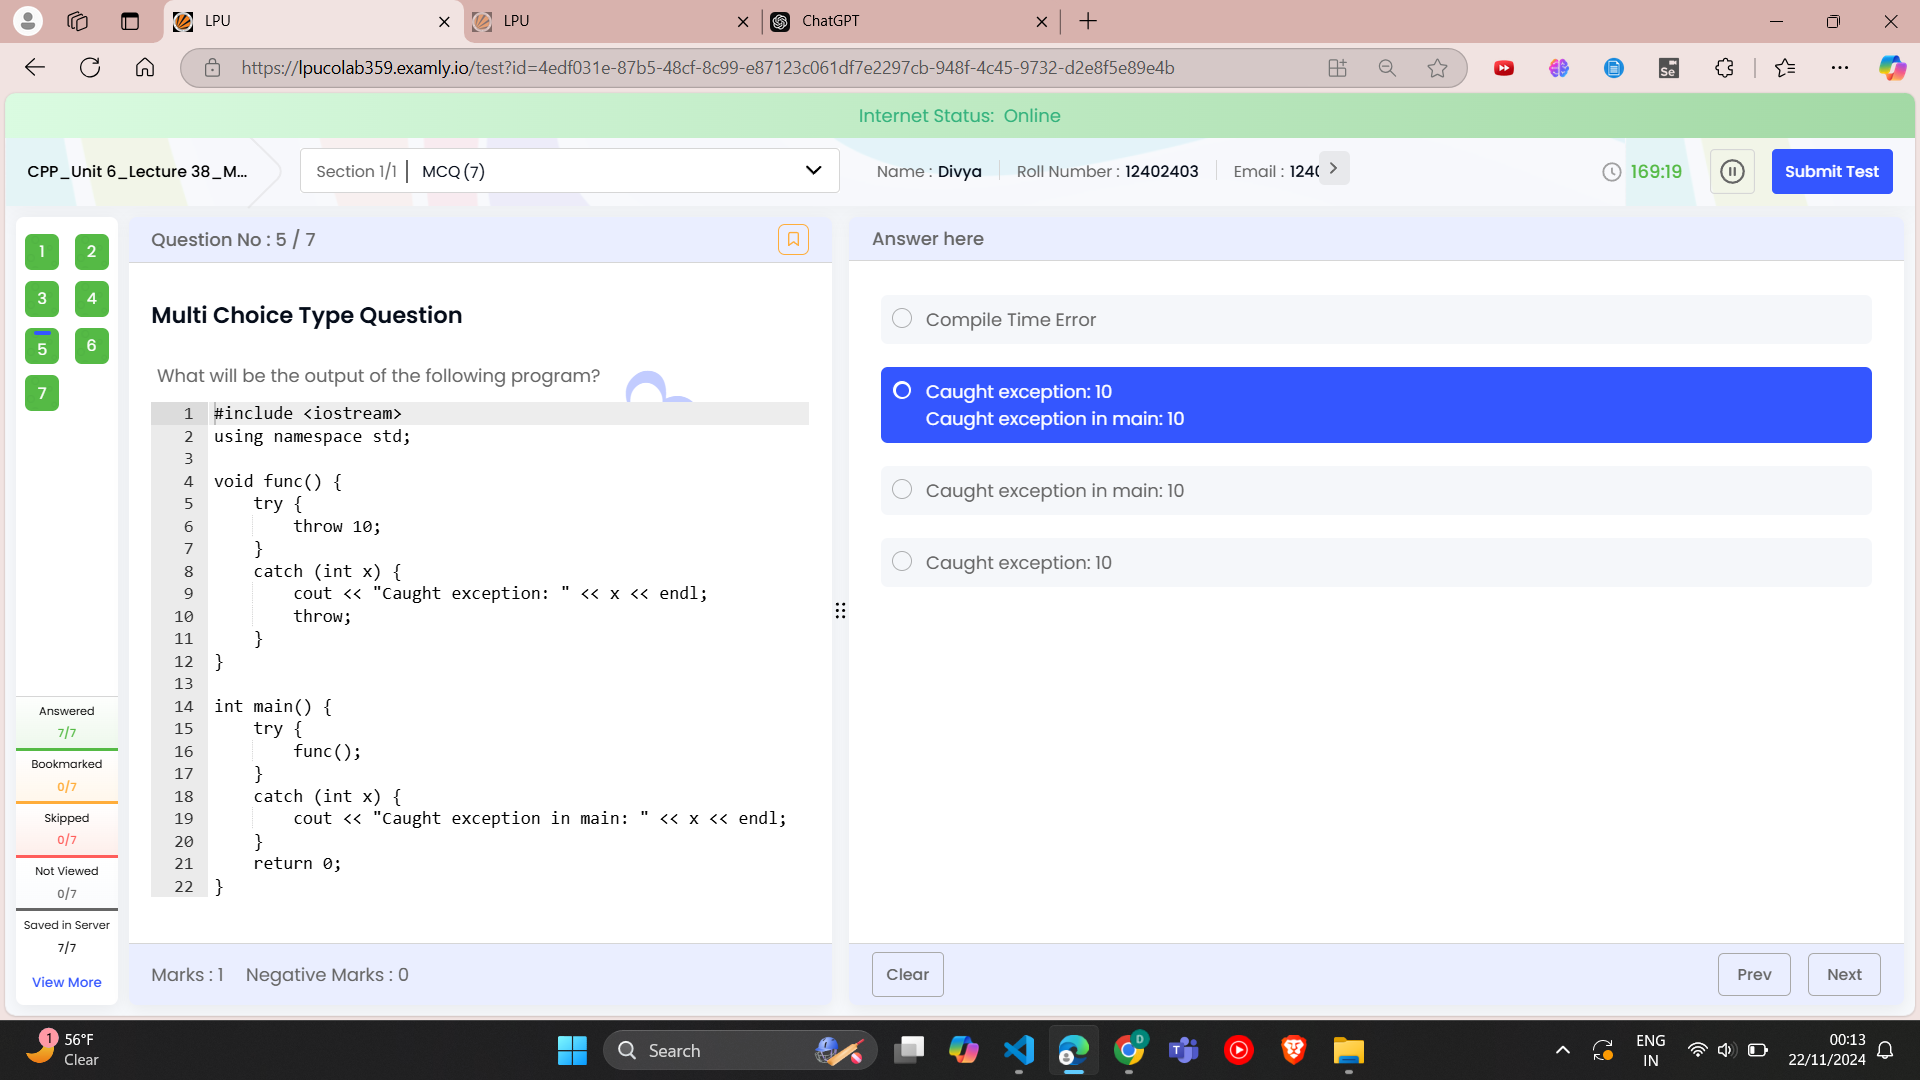 LPU
LPU
ChatGPT
https://lpucolab359.examly.io/test?id=4edf031e-87b5-48cf-8c99-e87123c061df7e2297cb-948f-4c45-9732-d2e8f5e89e4b
Internet Status: Online
CPP_Unit 6_Lecture 38_M...
Section 1/1 | MCQ (7)
Name : Divya
Roll Number : 12402403
Email : 1240
169:19
Submit Test
1 2
3 4
5 6
7
Question No : 5 / 7
Multi Choice Type Question
What will be the output of the following program?
1 #include <iostream>
2 using namespace std;
3
4 void func() {
5     try {
6         throw 10;
7     }
8     catch (int x) {
9         cout << "Caught exception: " << x << endl;
10         throw;
11     }
12 }
13
14 int main() {
15     try {
16         func();
17     }
18     catch (int x) {
19         cout << "Caught exception in main: " << x << endl;
20     }
21     return 0;
22 }
Marks : 1 Negative Marks : 0
Answer here
Compile Time Error
Caught exception: 10
Caught exception in main: 10
Caught exception in main: 10
Caught exception: 10
Clear
Prev
Next
Answered
7/7
Bookmarked
0/7
Skipped
0/7
Not Viewed
0/7
Saved in Server
7/7
View More
1
56°F
Clear
Search
Se
D
T
ENG
IN
00:13
22/11/2024